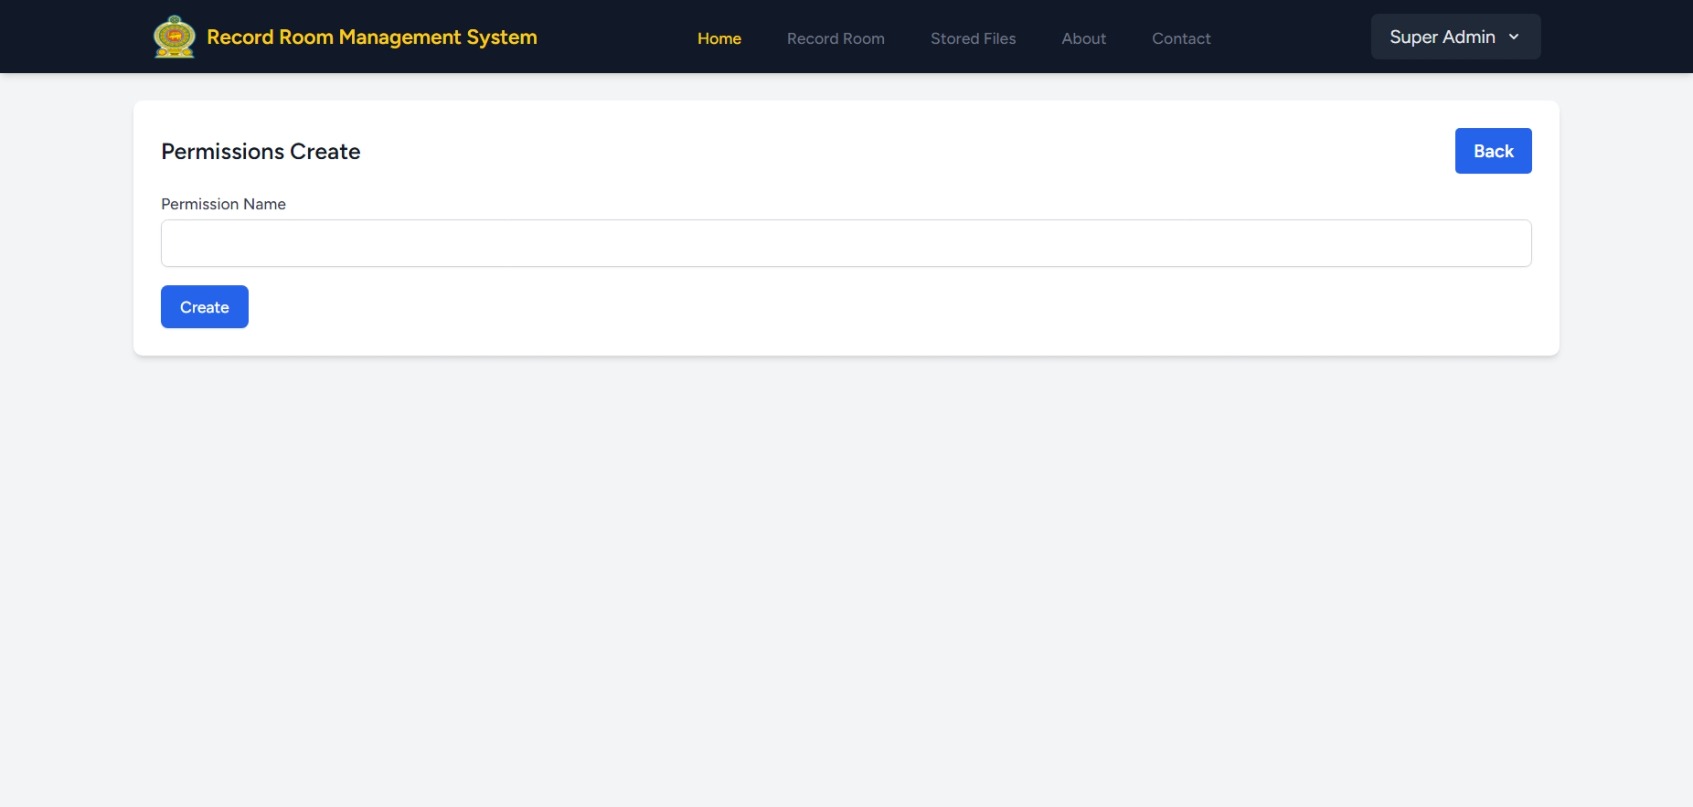 Record Room Management System
Home Record Room Stored Files About Contact
Super Admin
Permissions Create
Back
Permission Name
Create